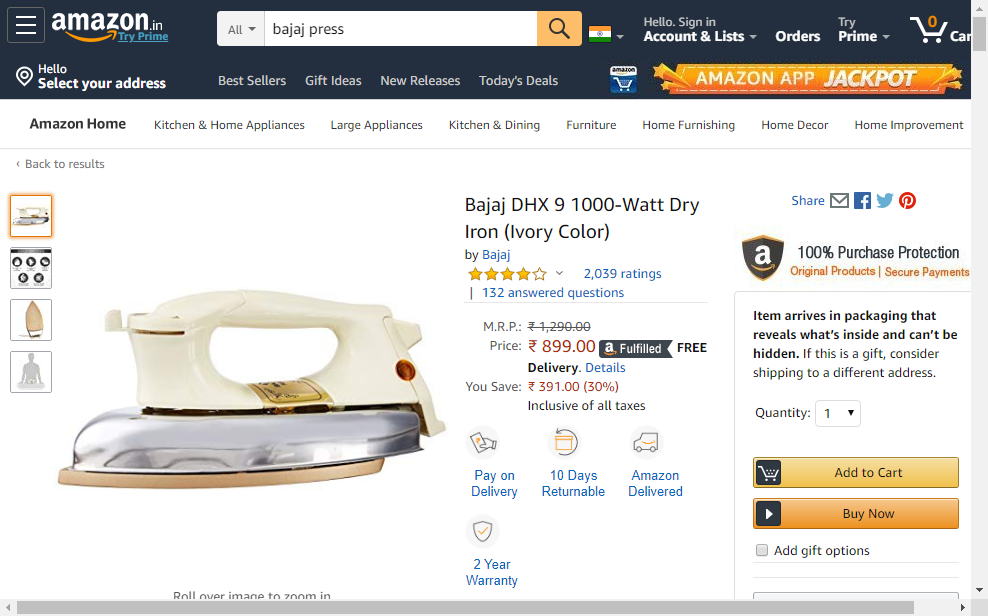 amazon.in
Try Prime
All
bajaj press
Hello. Sign in
Account & Lists
Orders
Try
Prime
0
Car
Hello
Select your address
Best Sellers
Gift Ideas
New Releases
Today's Deals
amazon
AMAZON APP JACKPOT
Amazon Home
Kitchen & Home Appliances
Large Appliances
Kitchen & Dining
Furniture
Home Furnishing
Home Decor
Home Improvement
‹ Back to results
Bajaj DHX 9 1000-Watt Dry
Iron (Ivory Color)
by Bajaj
2,039 ratings
| 132 answered questions
M.R.P.: ₹ 1,290.00
Price: ₹ 899.00 a Fulfilled FREE
Delivery. Details
You Save: ₹ 391.00 (30%)
Inclusive of all taxes
Pay on
Delivery
10 Days
Returnable
Amazon
Delivered
2 Year
Warranty
Roll over image to zoom in
Share
a
100% Purchase Protection
Original Products | Secure Payments
Item arrives in packaging that
reveals what's inside and can't be
hidden. If this is a gift, consider
shipping to a different address.
Quantity: 1
Add to Cart
Buy Now
Add gift options